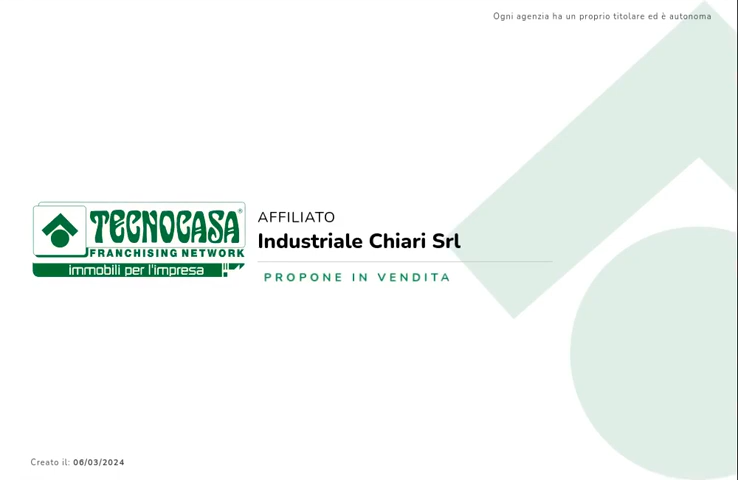 Ogni agenzia ha un proprio titolare ed è autonoma
TECNOCASA®
FRANCHISING NETWORK
immobili per l'impresa
AFFILIATO
Industriale Chiari Srl
PROPONE IN VENDITA
Creato il: 06/03/2024